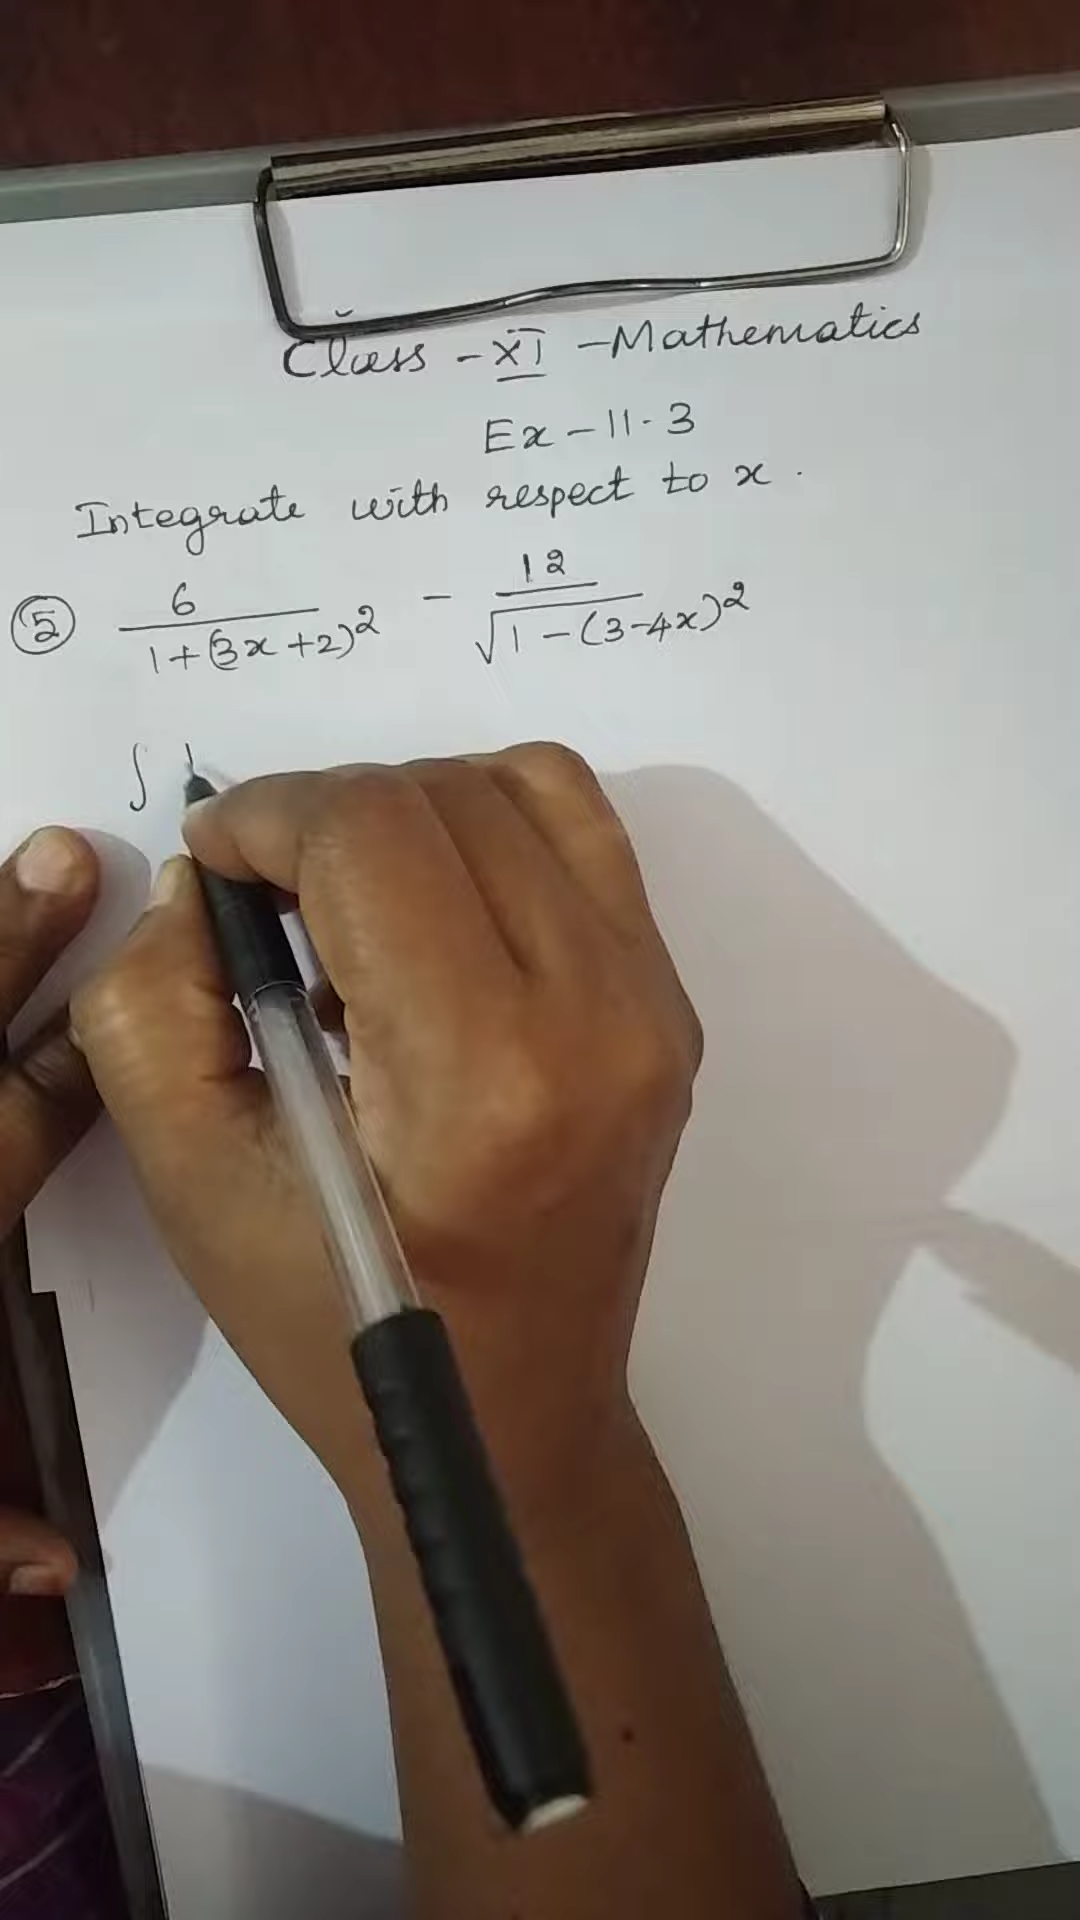 Class - XI - Mathematics
Ex - 11.3
Integrate with respect to x.
⑤ 6/(1+(3x+2)²) - 12/√(1-(3-4x)²)
∫